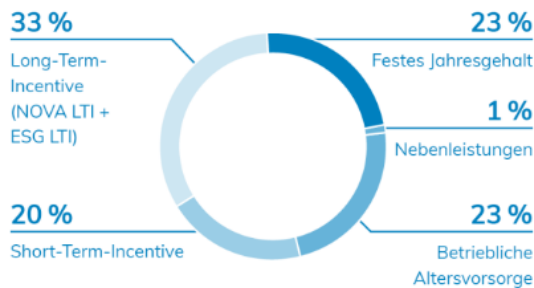 33 %
Long-Term-
Incentive
(NOVA LTI +
ESG LTI)
20 %
Short-Term-Incentive
23 %
Festes Jahresgehalt
1 %
Nebenleistungen
23 %
Betriebliche
Altersvorsorge